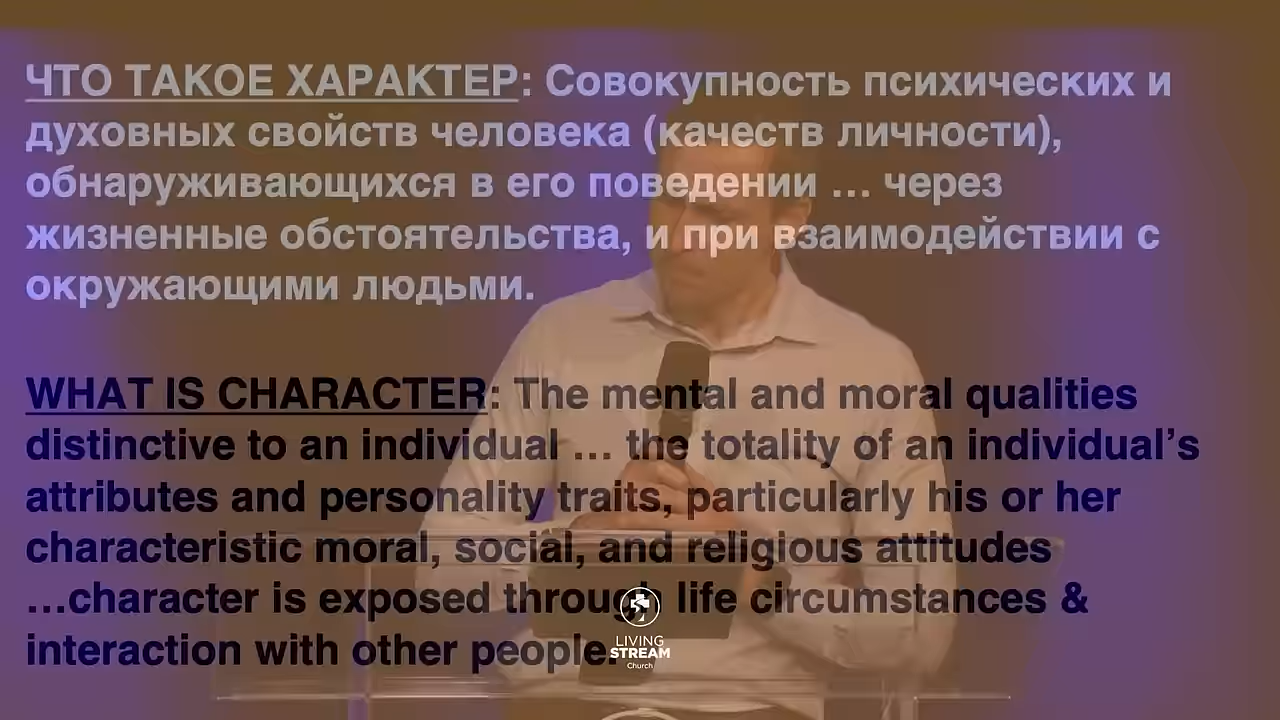 ЧТО ТАКОЕ ХАРАКТЕР: Совокупность психических и
духовных свойств человека (качеств личности),
обнаруживающихся в его поведении ... через
жизненные обстоятельства, и при взаимодействии с
окружающими людьми.
WHAT IS CHARACTER: The mental and moral qualities
distinctive to an individual ... the totality of an individual’s
attributes and personality traits, particularly his or her
characteristic moral, social, and religious attitudes
...character is exposed through life circumstances &
interaction with other people.
LIVING
STREAM
Church